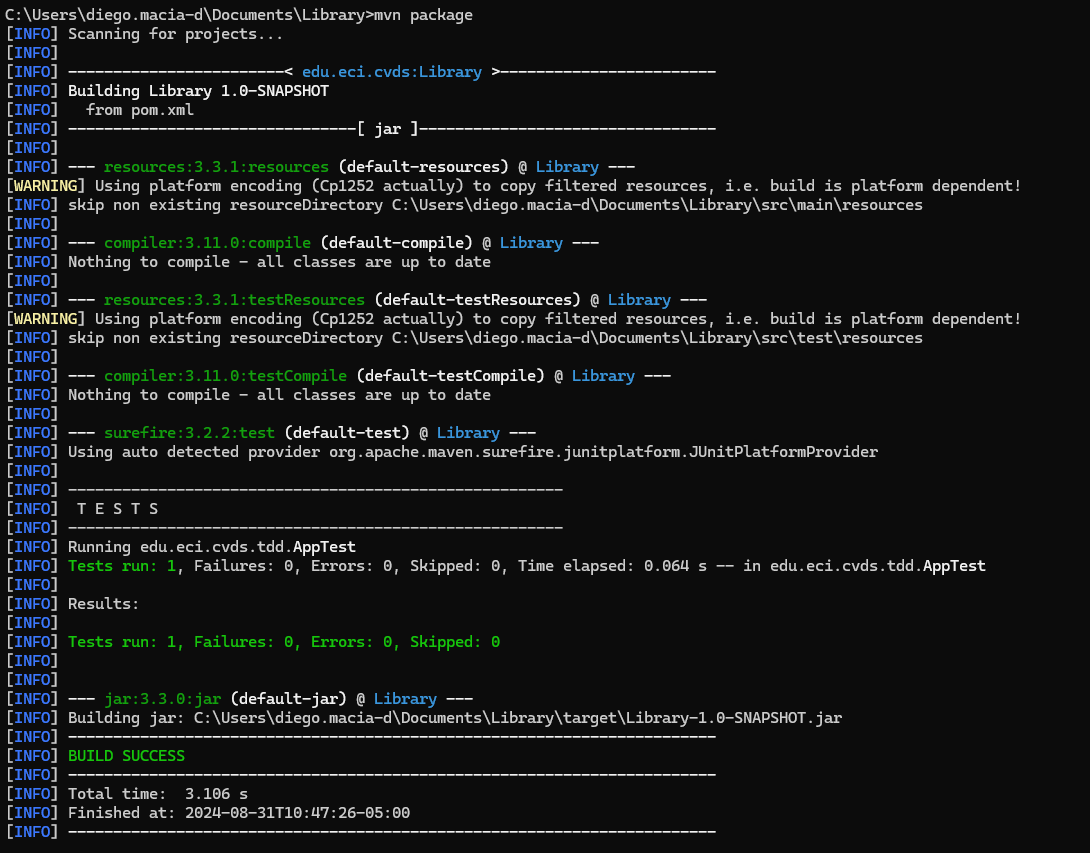 C:\Users\diego.macia-d\Documents\Library>mvn package
[INFO] Scanning for projects...
[INFO]
[INFO] ------------------------< edu.eci.cvds:Library >------------------------
[INFO] Building Library 1.0-SNAPSHOT
[INFO]   from pom.xml
[INFO] --------------------------------[ jar ]---------------------------------
[INFO]
[INFO] --- resources:3.3.1:resources (default-resources) @ Library ---
[WARNING] Using platform encoding (Cp1252 actually) to copy filtered resources, i.e. build is platform dependent!
[INFO] skip non existing resourceDirectory C:\Users\diego.macia-d\Documents\Library\src\main\resources
[INFO]
[INFO] --- compiler:3.11.0:compile (default-compile) @ Library ---
[INFO] Nothing to compile - all classes are up to date
[INFO]
[INFO] --- resources:3.3.1:testResources (default-testResources) @ Library ---
[WARNING] Using platform encoding (Cp1252 actually) to copy filtered resources, i.e. build is platform dependent!
[INFO] skip non existing resourceDirectory C:\Users\diego.macia-d\Documents\Library\src\test\resources
[INFO]
[INFO] --- compiler:3.11.0:testCompile (default-testCompile) @ Library ---
[INFO] Nothing to compile - all classes are up to date
[INFO]
[INFO] --- surefire:3.2.2:test (default-test) @ Library ---
[INFO] Using auto detected provider org.apache.maven.surefire.junitplatform.JUnitPlatformProvider
[INFO]
[INFO] -------------------------------------------------------
[INFO]  T E S T S
[INFO] -------------------------------------------------------
[INFO] Running edu.eci.cvds.tdd.AppTest
[INFO] Tests run: 1, Failures: 0, Errors: 0, Skipped: 0, Time elapsed: 0.064 s -- in edu.eci.cvds.tdd.AppTest
[INFO]
[INFO] Results:
[INFO]
[INFO] Tests run: 1, Failures: 0, Errors: 0, Skipped: 0
[INFO]
[INFO]
[INFO] --- jar:3.3.0:jar (default-jar) @ Library ---
[INFO] Building jar: C:\Users\diego.macia-d\Documents\Library\target\Library-1.0-SNAPSHOT.jar
[INFO] ------------------------------------------------------------------------
[INFO] BUILD SUCCESS
[INFO] ------------------------------------------------------------------------
[INFO] Total time:  3.106 s
[INFO] Finished at: 2024-08-31T10:47:26-05:00
[INFO] ------------------------------------------------------------------------